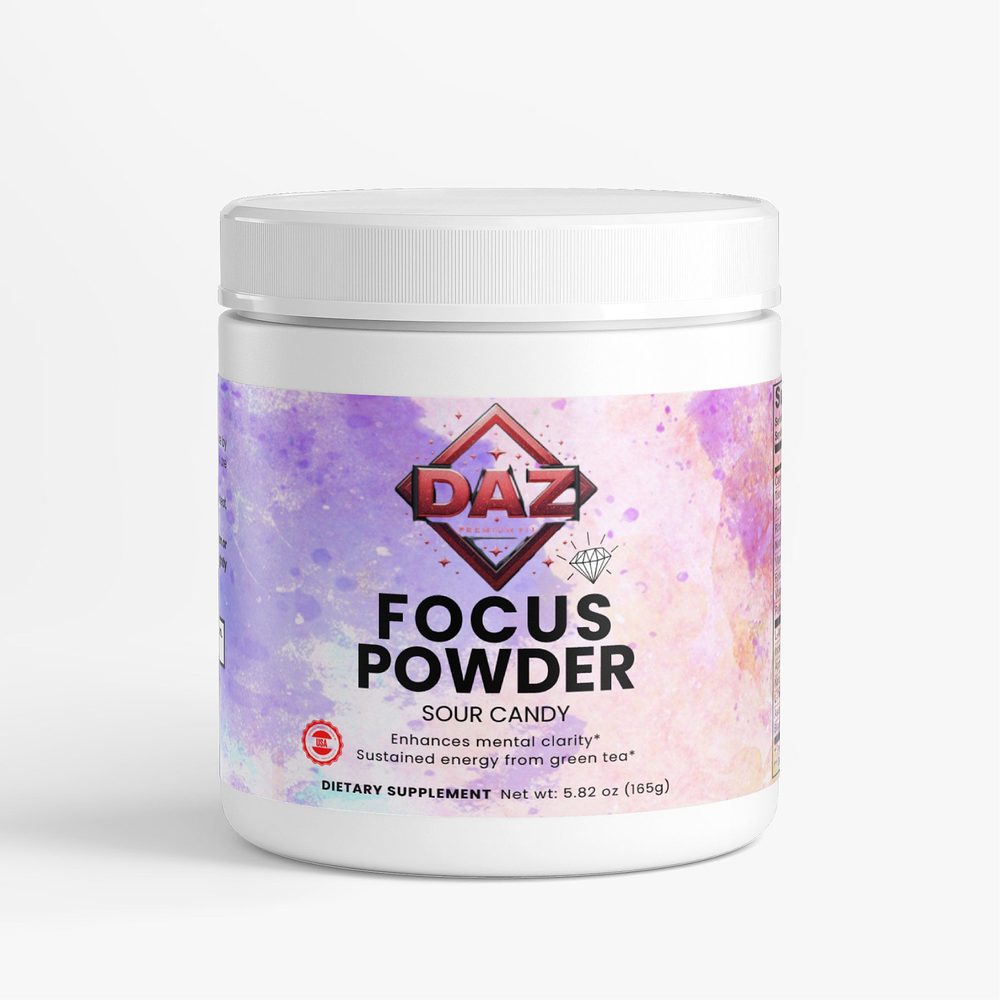 DAZ
FOCUS
POWDER
SOUR CANDY
USA
Enhances mental clarity*
Sustained energy from green tea*
DIETARY SUPPLEMENT Net wt: 5.82 oz (165g)